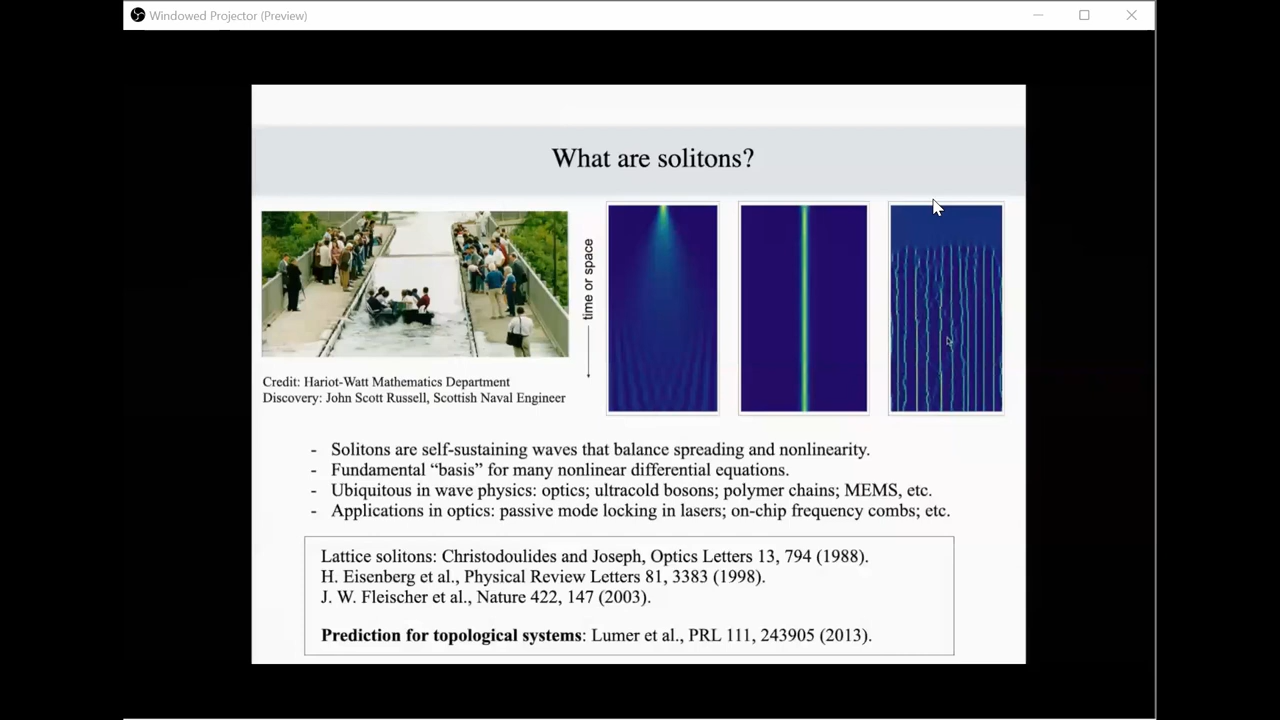 Windowed Projector (Preview)
What are solitons?
time or space
Credit: Hariot-Watt Mathematics Department
Discovery: John Scott Russell, Scottish Naval Engineer
- Solitons are self-sustaining waves that balance spreading and nonlinearity.
- Fundamental “basis” for many nonlinear differential equations.
- Ubiquitous in wave physics: optics; ultracold bosons; polymer chains; MEMS, etc.
- Applications in optics: passive mode locking in lasers; on-chip frequency combs; etc.
Lattice solitons: Christodoulides and Joseph, Optics Letters 13, 794 (1988).
H. Eisenberg et al., Physical Review Letters 81, 3383 (1998).
J. W. Fleischer et al., Nature 422, 147 (2003).
Prediction for topological systems: Lumer et al., PRL 111, 243905 (2013).